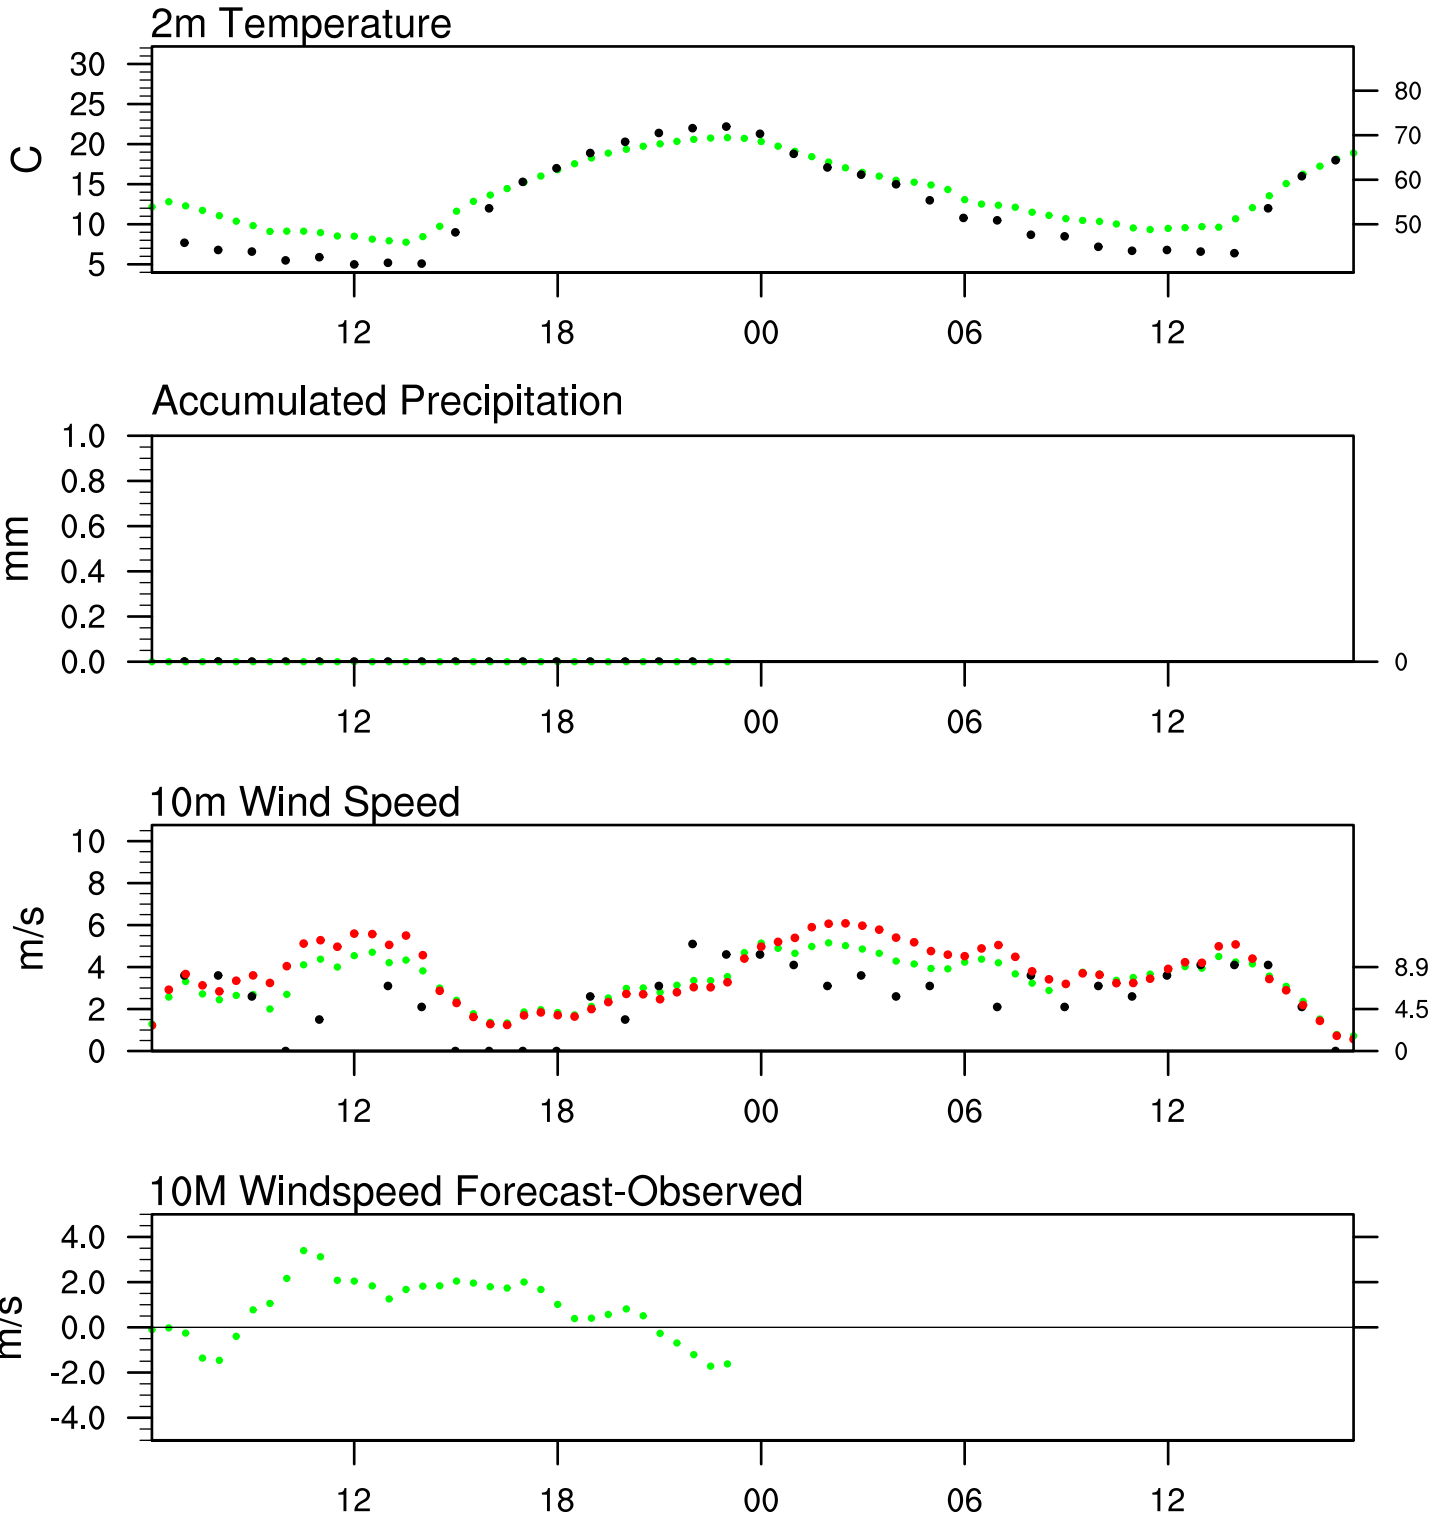 2m Temperature
30
25
20
15
10
5
C
80
70
60
50
12 18 00 06 12
Accumulated Precipitation
1.0
0.8
0.6
0.4
0.2
0.0
mm
0
12 18 00 06 12
10m Wind Speed
10
8
6
4
2
0
m/s
8.9
4.5
0
12 18 00 06 12
10M Windspeed Forecast-Observed
4.0
2.0
0.0
-2.0
-4.0
m/s
12 18 00 06 12